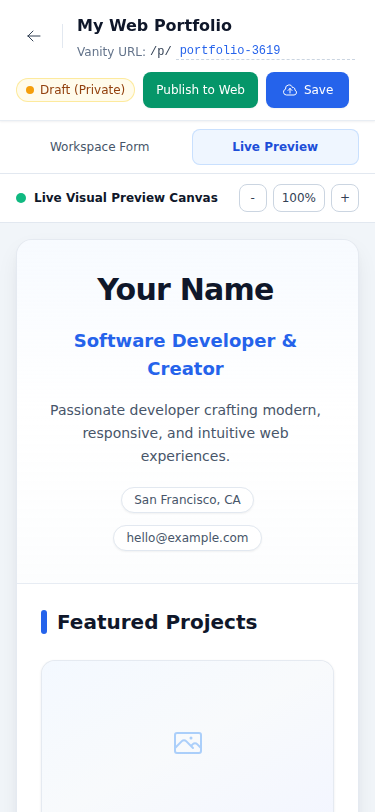 My Web Portfolio
Vanity URL: /p/ portfolio-3619
Draft (Private)
Publish to Web
Save
Workspace Form
Live Preview
Live Visual Preview Canvas
-
100%
+
Your Name
Software Developer &
Creator
Passionate developer crafting modern,
responsive, and intuitive web
experiences.
San Francisco, CA
hello@example.com
Featured Projects